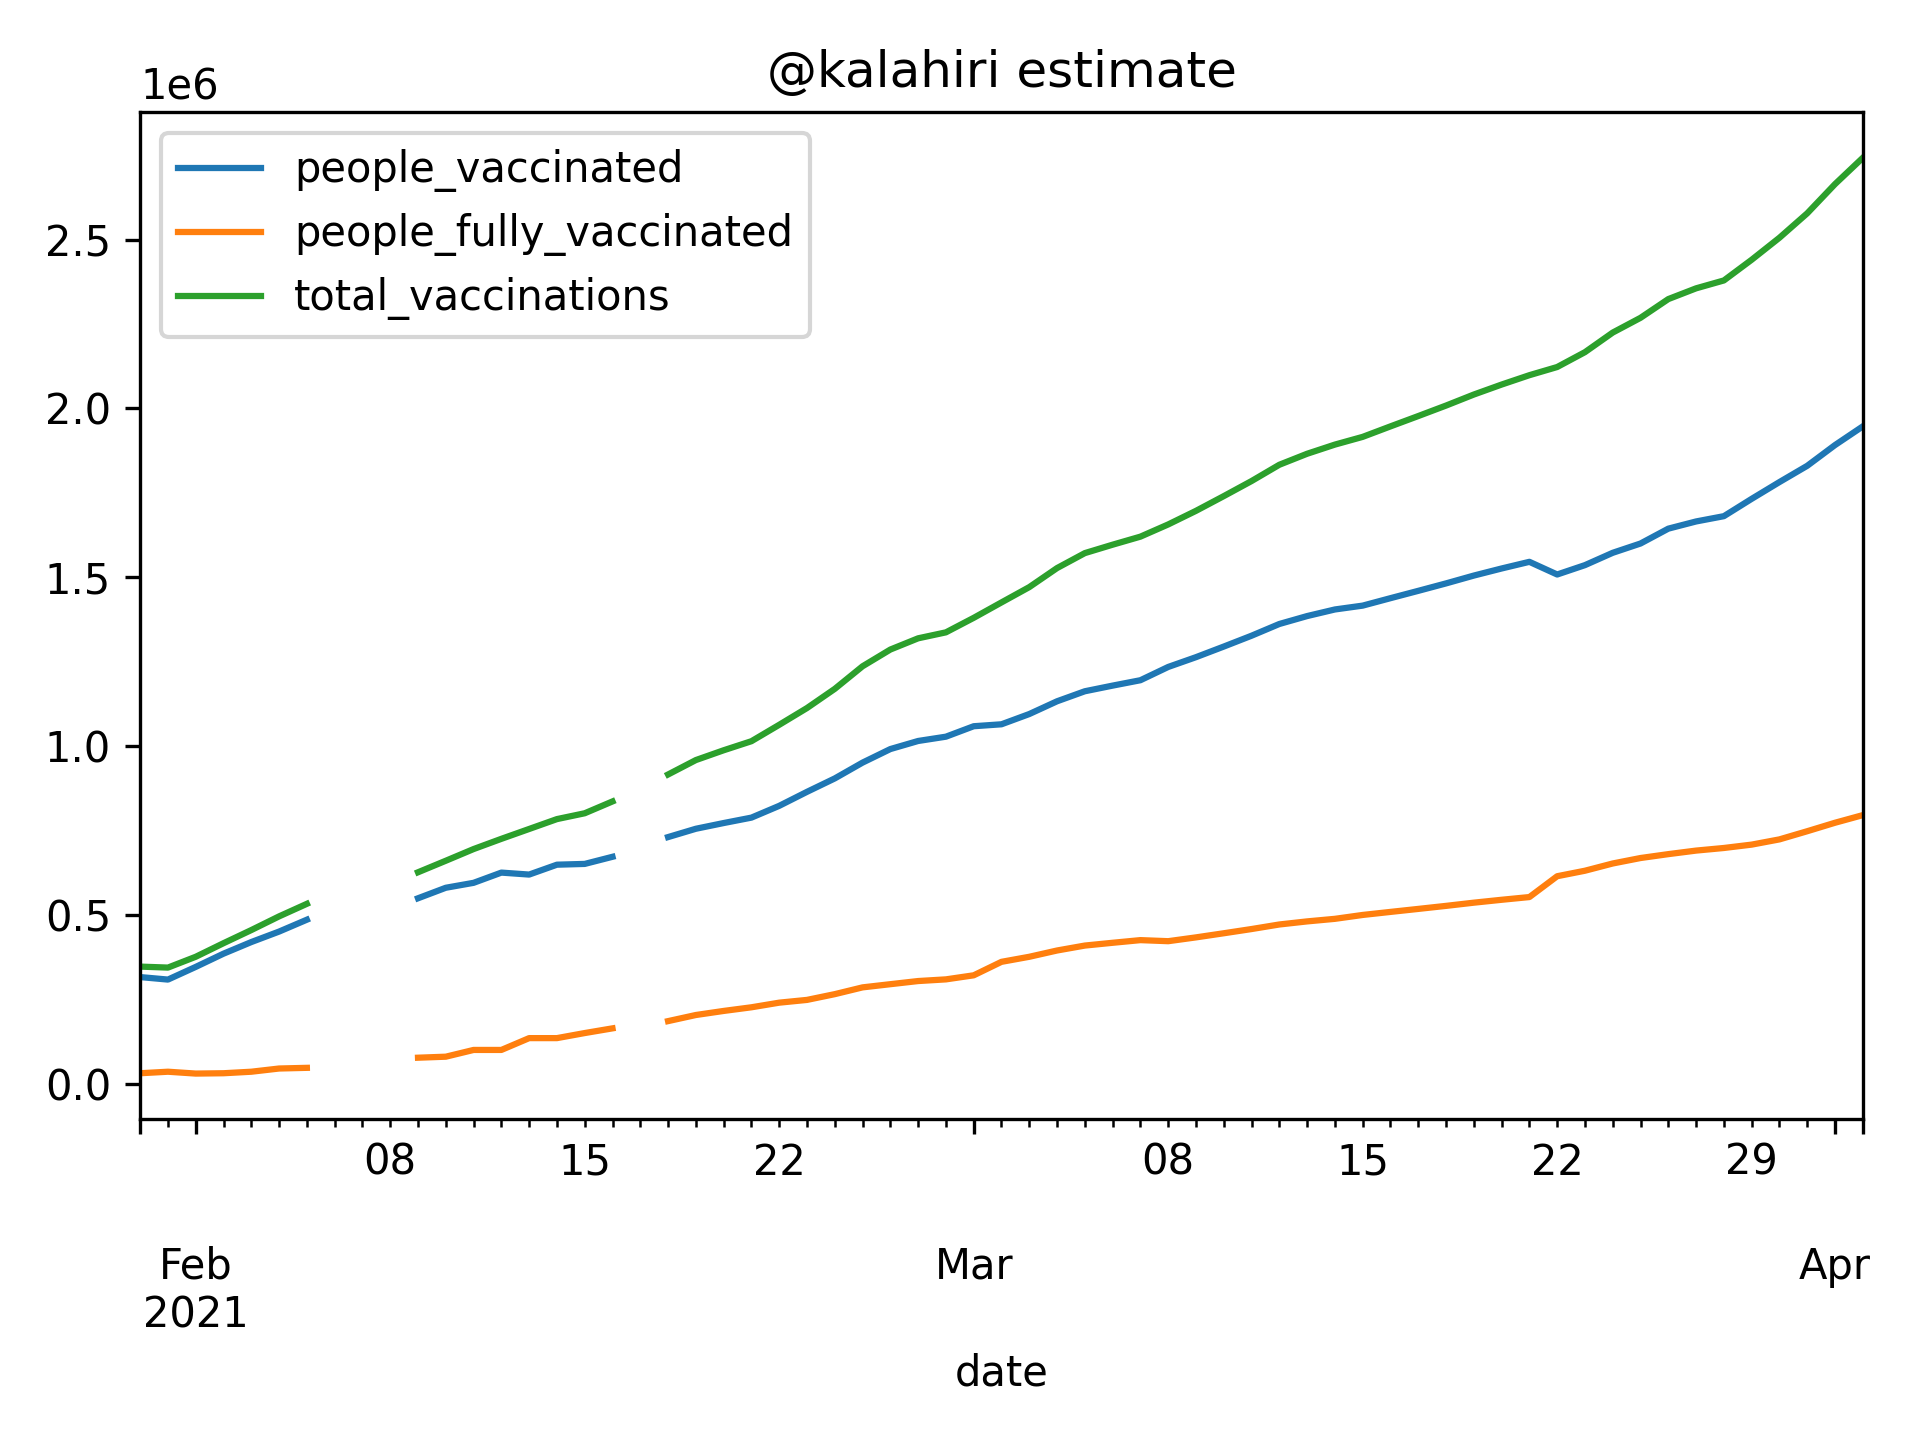 @kalahiri estimate
1e6
people_vaccinated
people_fully_vaccinated
total_vaccinations
2.5
2.0
1.5
1.0
0.5
0.0
08 15 22 08 15 22 29
Feb Mar Apr
2021
date